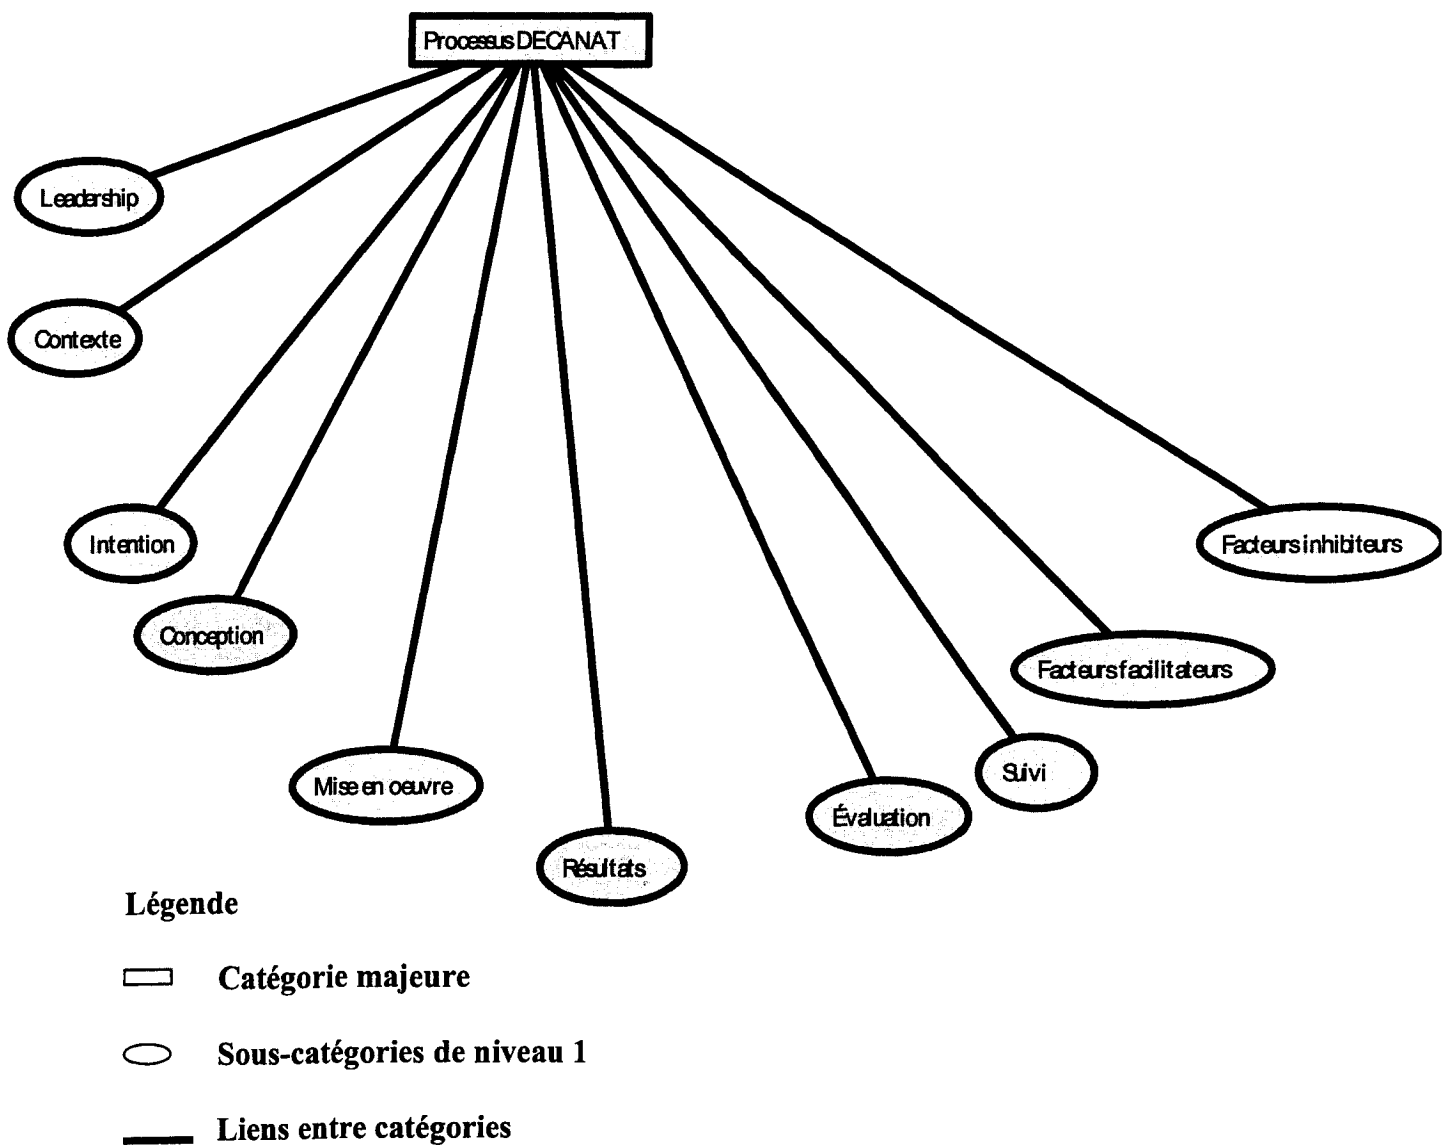 Processus DECANAT
Leadership
Contexte
Intention
Facteurs inhibiteurs
Conception
Facteurs facilitateurs
Suivi
Mise en oeuvre
Évaluation
Résultats
Légende
Catégorie majeure
Sous-catégories de niveau 1
Liens entre catégories